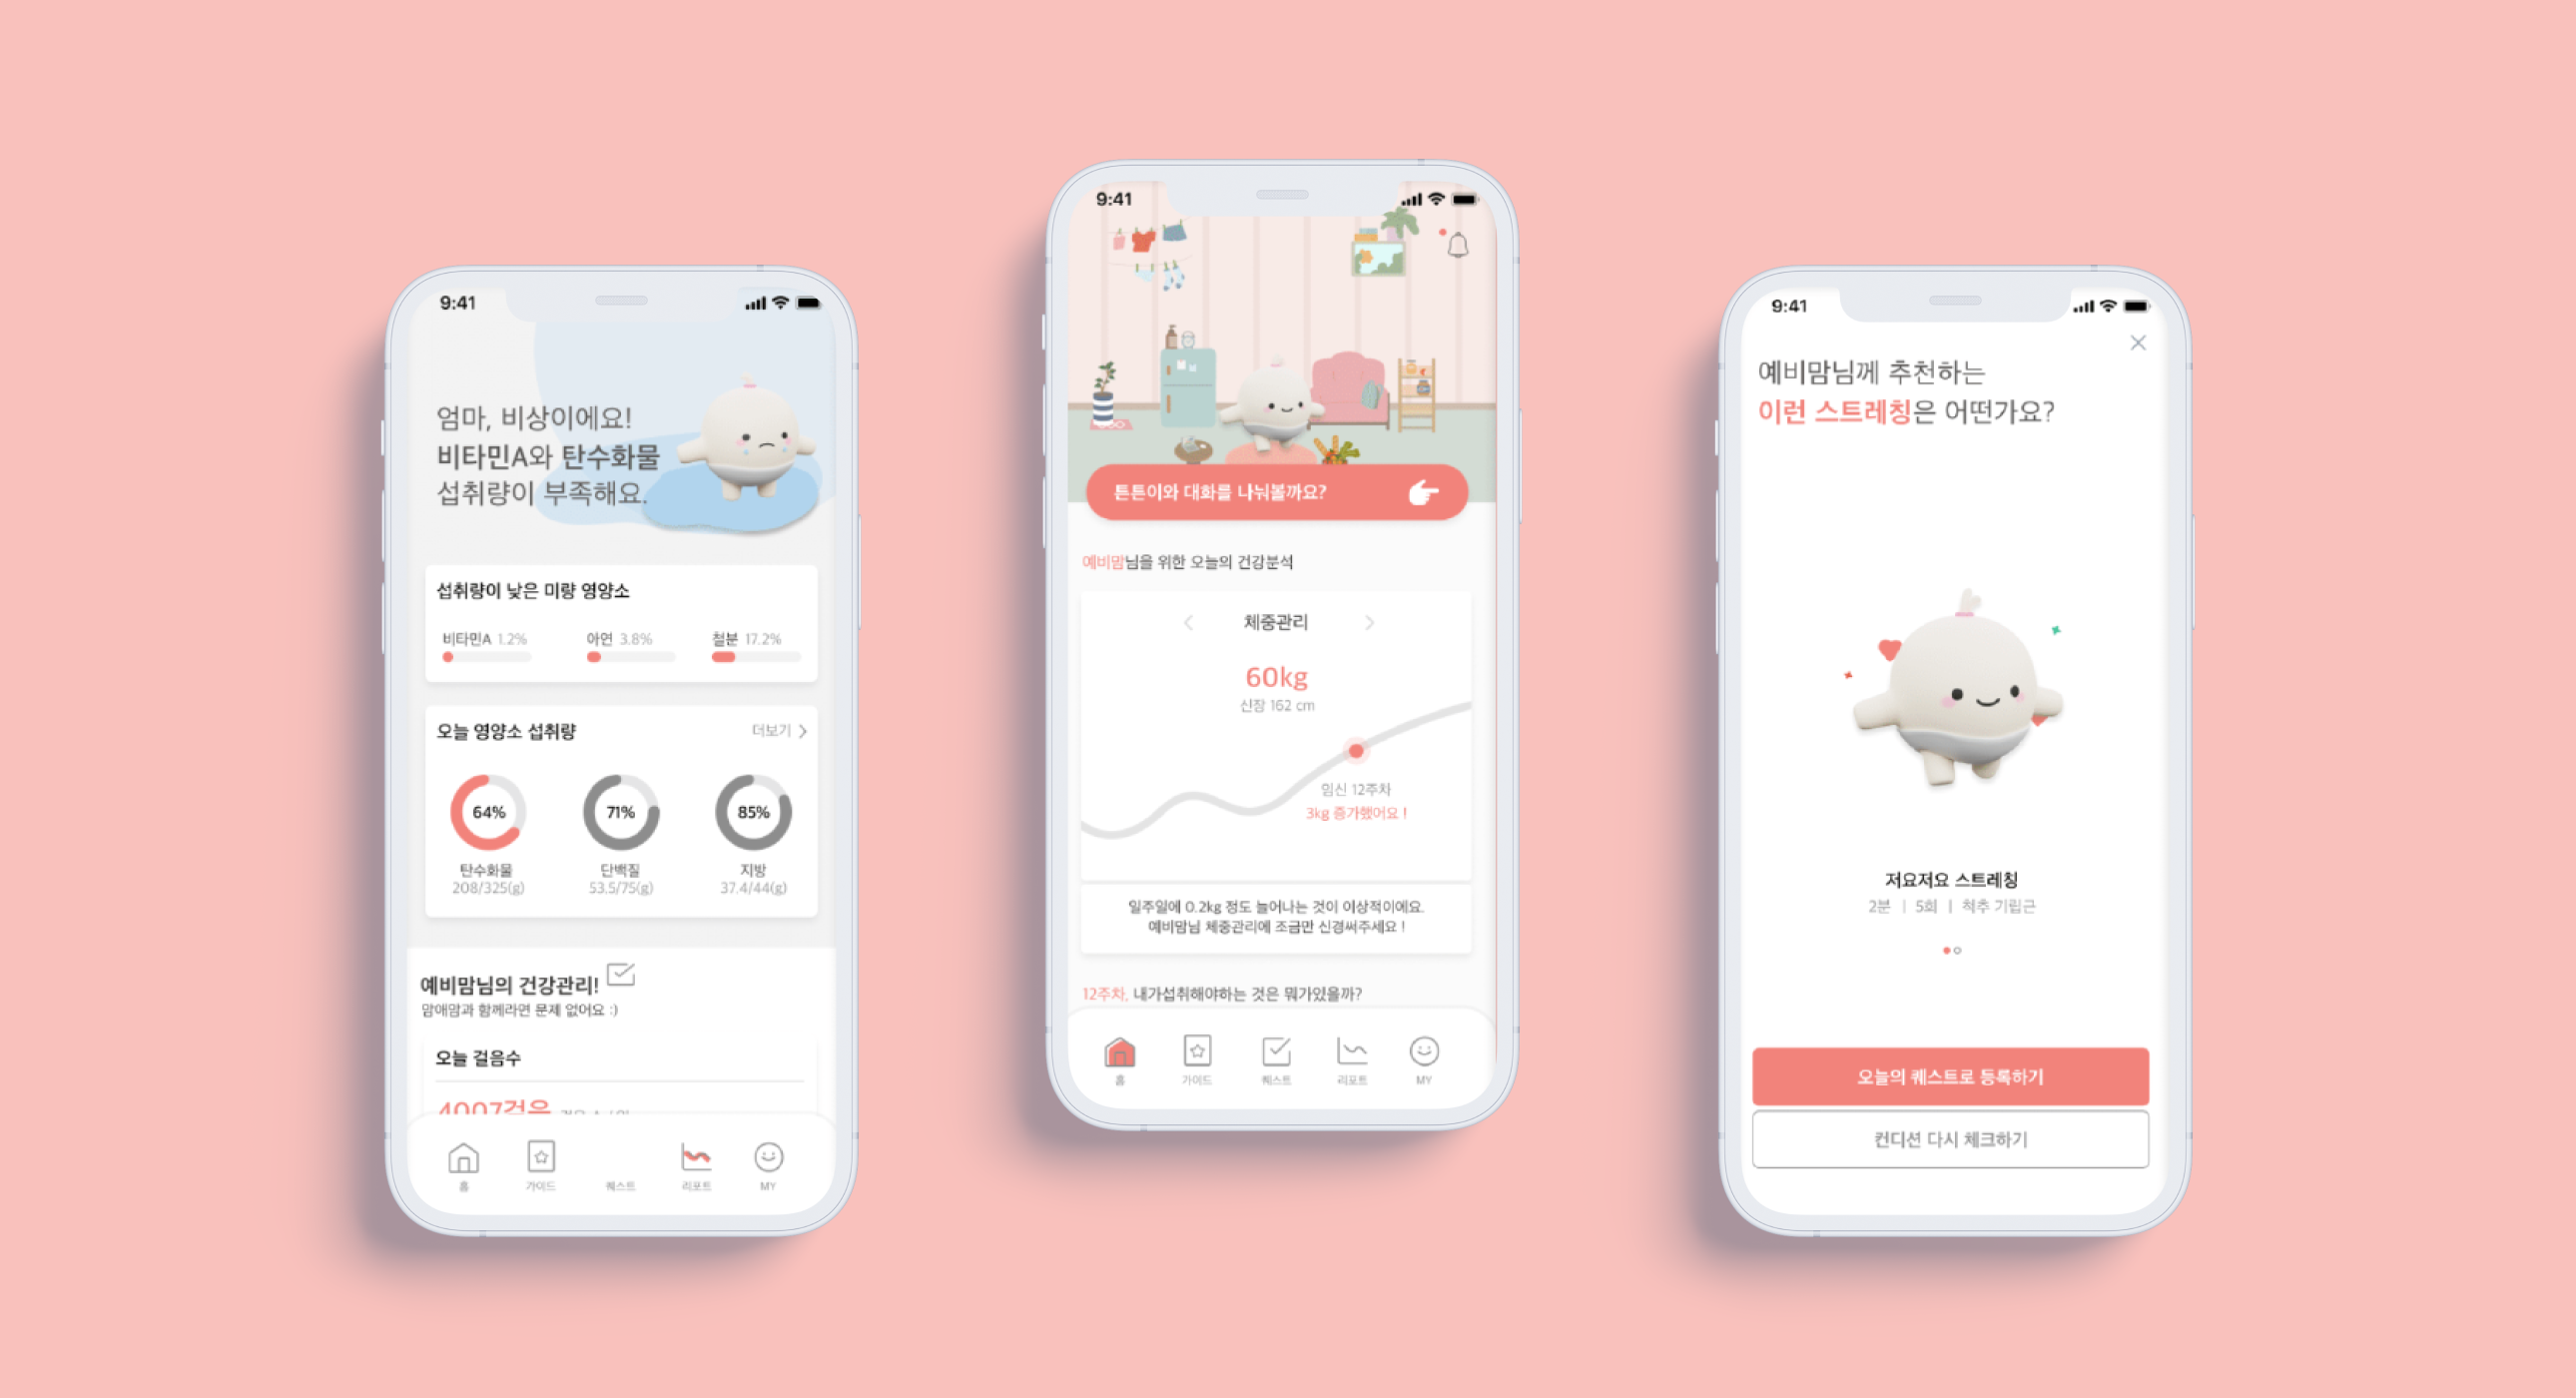 9:41
엄마, 비상이에요!
비타민A와 탄수화물
섭취량이 부족해요.
섭취량이 낮은 미량 영양소
비타민A 1.2%
아연 3.8%
철분 17.2%
오늘 영양소 섭취량
더보기
64%
71%
85%
탄수화물
단백질
지방
208/325(g)
53.5/75(g)
37.4/44(g)
예비맘님의 건강관리!
맘애맘과 함께라면 문제 없어요 :)
오늘 걸음수
4007걸음
홈
가이드
퀘스트
리포트
MY
9:41
튼튼이와 대화를 나눠볼까요?
예비맘님을 위한 오늘의 건강분석
체중관리
60kg
신장 162 cm
임신 12주차
3kg 증가했어요 !
일주일에 0.2kg 정도 늘어나는 것이 이상적이에요.
예비맘님 체중관리에 조금만 신경써주세요 !
12주차, 내가섭취해야하는 것은 뭐가있을까?
홈
가이드
퀘스트
리포트
MY
9:41
예비맘님께 추천하는
이런 스트레칭은 어떤가요?
저요저요 스트레칭
2분 | 5회 | 척추 기립근
오늘의 퀘스트로 등록하기
컨디션 다시 체크하기